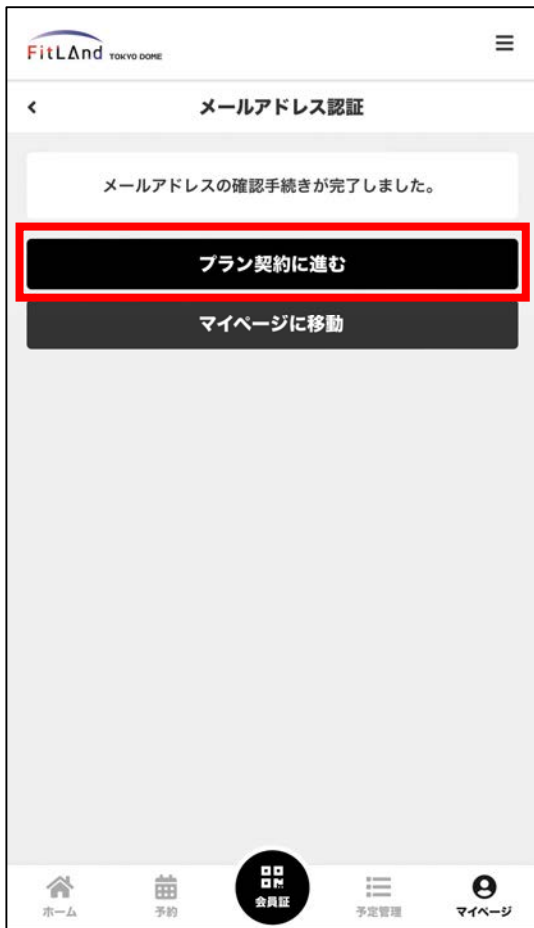 FitLΔnd TOKYO DOME
メールアドレス認証
メールアドレスの確認手続きが完了しました。
プラン契約に進む
マイページに移動
ホーム
予約
会員証
予定管理
マイページ